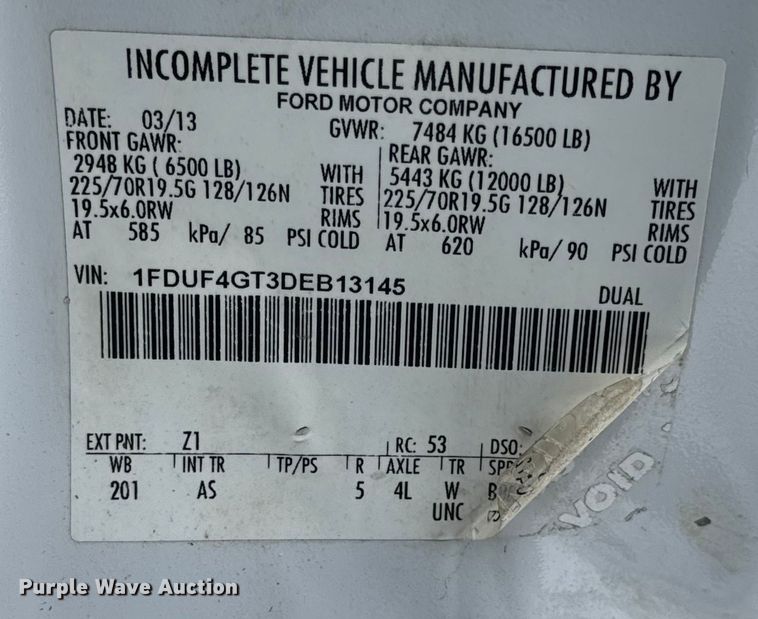 INCOMPLETE VEHICLE MANUFACTURED BY
FORD MOTOR COMPANY
DATE: 03/13 GVWR: 7484 KG (16500 LB)
FRONT GAWR: REAR GAWR:
2948 KG ( 6500 LB) WITH 5443 KG (12000 LB) WITH
225/70R19.5G 128/126N TIRES 225/70R19.5G 128/126N TIRES
19.5x6.0RW RIMS 19.5x6.0RW RIMS
AT 585 kPa/ 85 PSI COLD AT 620 kPa/ 90 PSI COLD
VIN: 1FDUF4GT3DEB13145 DUAL
EXT PNT: Z1 RC: 53 DSO:
WB INT TR TP/PS R AXLE TR
201 AS 5 4L W
UNC
VOID
Purple Wave Auction